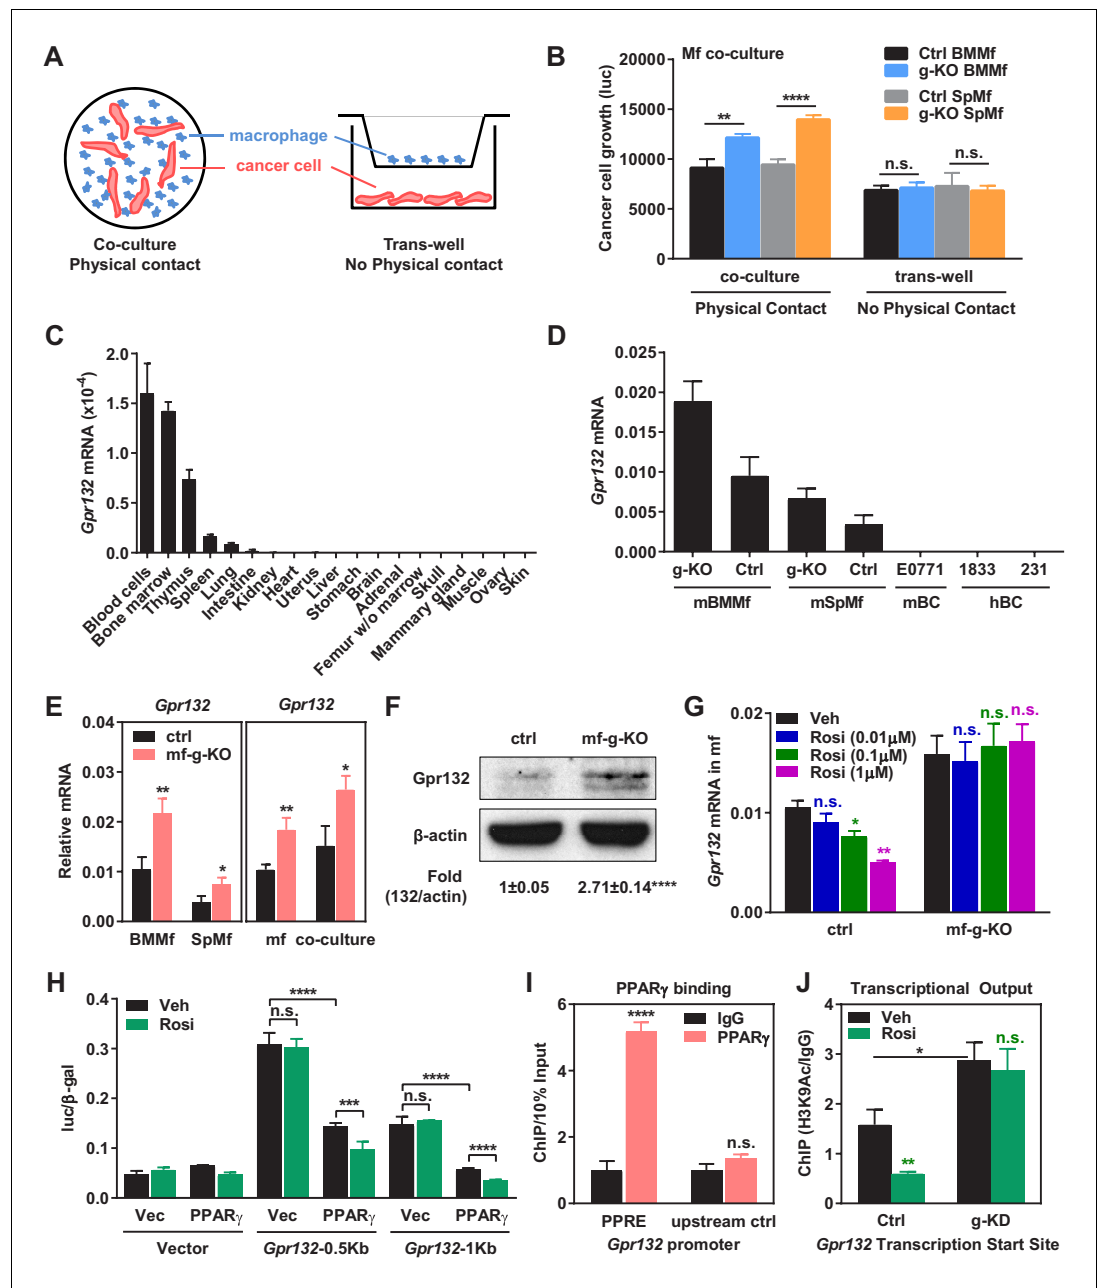 A
macrophage
cancer cell
Co-culture
Physical contact
Trans-well
No Physical contact
B
Mf co-culture
Ctrl BMMf
g-KO BMMf
Ctrl SpMf
g-KO SpMf
Cancer cell growth (luc)
20000
15000
10000
5000
0
**
****
n.s.
n.s.
co-culture
trans-well
Physical Contact
No Physical Contact
C
Gpr132 mRNA (x10-4)
2.0
1.5
1.0
0.5
0.0
Blood cells
Bone marrow
Thymus
Spleen
Lung
Intestine
Kidney
Heart
Uterus
Liver
Stomach
Brain
Adrenal
Femur w/o marrow
Skull
Mammary gland
Muscle
Ovary
Skin
D
Gpr132 mRNA
0.025
0.020
0.015
0.010
0.005
0.000
g-KO Ctrl g-KO Ctrl E0771 1833 231
mBMMf mSpMf mBC hBC
E
Gpr132
Gpr132
Relative mRNA
0.04
0.03
0.02
0.01
0.00
ctrl
mf-g-KO
**
*
**
*
BMMf SpMf mf co-culture
F
ctrl mf-g-KO
Gpr132
β-actin
Fold
(132/actin)
1±0.05 2.71±0.14****
G
Gpr132 mRNA in mf
0.02
0.01
0.00
Veh
Rosi (0.01µM)
Rosi (0.1µM)
Rosi (1µM)
n.s.
*
**
n.s.
n.s.
n.s.
ctrl mf-g-KO
H
luc/β-gal
0.4
0.3
0.2
0.1
0.0
Veh
Rosi
****
n.s.
***
****
n.s.
****
Vec PPARγ Vec PPARγ Vec PPARγ
Vector Gpr132-0.5Kb Gpr132-1Kb
I
PPARγ binding
ChIP/10% Input
6
4
2
0
IgG
PPARγ
****
n.s.
PPRE upstream ctrl
Gpr132 promoter
J
Transcriptional Output
ChIP (H3K9Ac/IgG)
4
3
2
1
0
Veh
Rosi
*
**
n.s.
Ctrl g-KD
Gpr132 Transcription Start Site